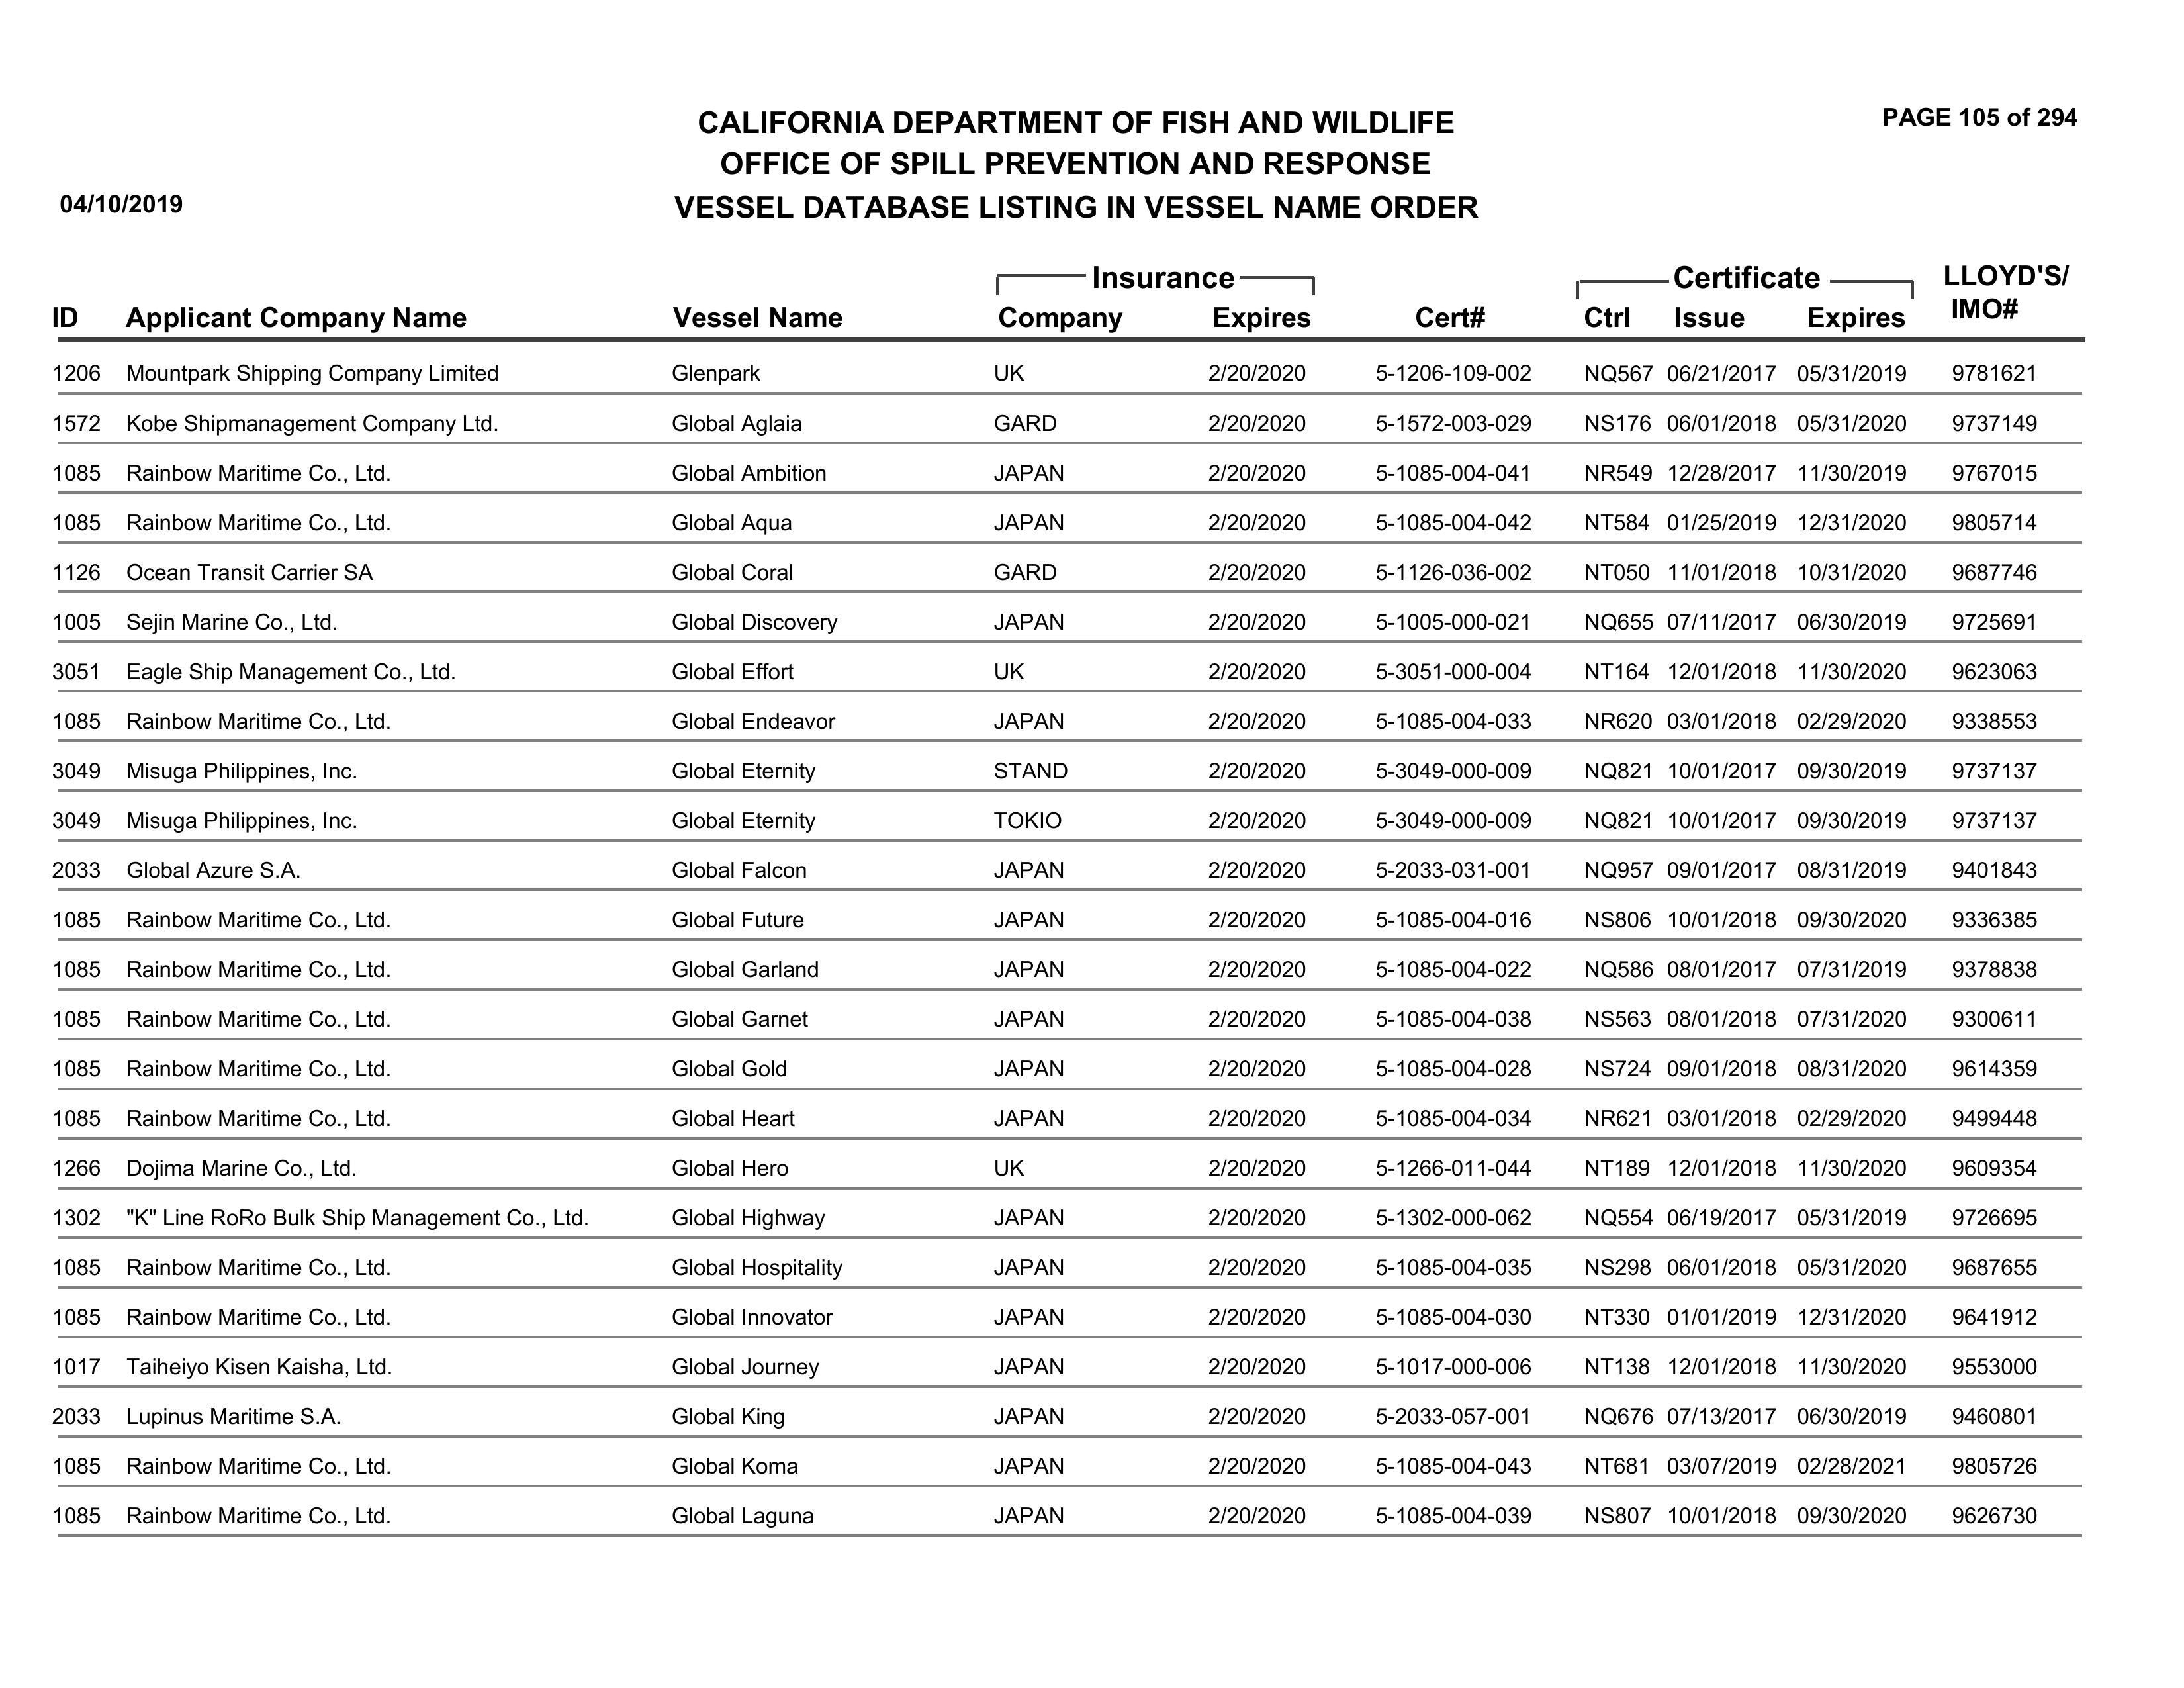 PAGE 105 of 294
CALIFORNIA DEPARTMENT OF FISH AND WILDLIFE
OFFICE OF SPILL PREVENTION AND RESPONSE
04/10/2019 VESSEL DATABASE LISTING IN VESSEL NAME ORDER
Insurance Certificate LLOYD'S/
ID Applicant Company Name Vessel Name Company Expires Cert# Ctrl Issue Expires IMO#
1206 Mountpark Shipping Company Limited Glenpark UK 2/20/2020 5-1206-109-002 NQ567 06/21/2017 05/31/2019 9781621
1572 Kobe Shipmanagement Company Ltd. Global Aglaia GARD 2/20/2020 5-1572-003-029 NS176 06/01/2018 05/31/2020 9737149
1085 Rainbow Maritime Co., Ltd. Global Ambition JAPAN 2/20/2020 5-1085-004-041 NR549 12/28/2017 11/30/2019 9767015
1085 Rainbow Maritime Co., Ltd. Global Aqua JAPAN 2/20/2020 5-1085-004-042 NT584 01/25/2019 12/31/2020 9805714
1126 Ocean Transit Carrier SA Global Coral GARD 2/20/2020 5-1126-036-002 NT050 11/01/2018 10/31/2020 9687746
1005 Sejin Marine Co., Ltd. Global Discovery JAPAN 2/20/2020 5-1005-000-021 NQ655 07/11/2017 06/30/2019 9725691
3051 Eagle Ship Management Co., Ltd. Global Effort UK 2/20/2020 5-3051-000-004 NT164 12/01/2018 11/30/2020 9623063
1085 Rainbow Maritime Co., Ltd. Global Endeavor JAPAN 2/20/2020 5-1085-004-033 NR620 03/01/2018 02/29/2020 9338553
3049 Misuga Philippines, Inc. Global Eternity STAND 2/20/2020 5-3049-000-009 NQ821 10/01/2017 09/30/2019 9737137
3049 Misuga Philippines, Inc. Global Eternity TOKIO 2/20/2020 5-3049-000-009 NQ821 10/01/2017 09/30/2019 9737137
2033 Global Azure S.A. Global Falcon JAPAN 2/20/2020 5-2033-031-001 NQ957 09/01/2017 08/31/2019 9401843
1085 Rainbow Maritime Co., Ltd. Global Future JAPAN 2/20/2020 5-1085-004-016 NS806 10/01/2018 09/30/2020 9336385
1085 Rainbow Maritime Co., Ltd. Global Garland JAPAN 2/20/2020 5-1085-004-022 NQ586 08/01/2017 07/31/2019 9378838
1085 Rainbow Maritime Co., Ltd. Global Garnet JAPAN 2/20/2020 5-1085-004-038 NS563 08/01/2018 07/31/2020 9300611
1085 Rainbow Maritime Co., Ltd. Global Gold JAPAN 2/20/2020 5-1085-004-028 NS724 09/01/2018 08/31/2020 9614359
1085 Rainbow Maritime Co., Ltd. Global Heart JAPAN 2/20/2020 5-1085-004-034 NR621 03/01/2018 02/29/2020 9499448
1266 Dojima Marine Co., Ltd. Global Hero UK 2/20/2020 5-1266-011-044 NT189 12/01/2018 11/30/2020 9609354
1302 "K" Line RoRo Bulk Ship Management Co., Ltd. Global Highway JAPAN 2/20/2020 5-1302-000-062 NQ554 06/19/2017 05/31/2019 9726695
1085 Rainbow Maritime Co., Ltd. Global Hospitality JAPAN 2/20/2020 5-1085-004-035 NS298 06/01/2018 05/31/2020 9687655
1085 Rainbow Maritime Co., Ltd. Global Innovator JAPAN 2/20/2020 5-1085-004-030 NT330 01/01/2019 12/31/2020 9641912
1017 Taiheiyo Kisen Kaisha, Ltd. Global Journey JAPAN 2/20/2020 5-1017-000-006 NT138 12/01/2018 11/30/2020 9553000
2033 Lupinus Maritime S.A. Global King JAPAN 2/20/2020 5-2033-057-001 NQ676 07/13/2017 06/30/2019 9460801
1085 Rainbow Maritime Co., Ltd. Global Koma JAPAN 2/20/2020 5-1085-004-043 NT681 03/07/2019 02/28/2021 9805726
1085 Rainbow Maritime Co., Ltd. Global Laguna JAPAN 2/20/2020 5-1085-004-039 NS807 10/01/2018 09/30/2020 9626730